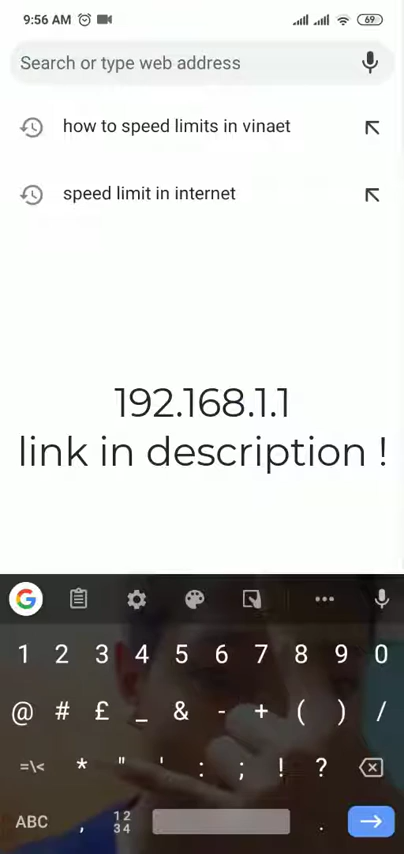 9:56 AM 69
Search or type web address
how to speed limits in vinaet
speed limit in internet
192.168.1.1
link in description !
G
1 2 3 4 5 6 7 8 9 0
@ # £ _ & - + ( ) /
=\< * " ' : ; ! ?
ABC , 12 .
34